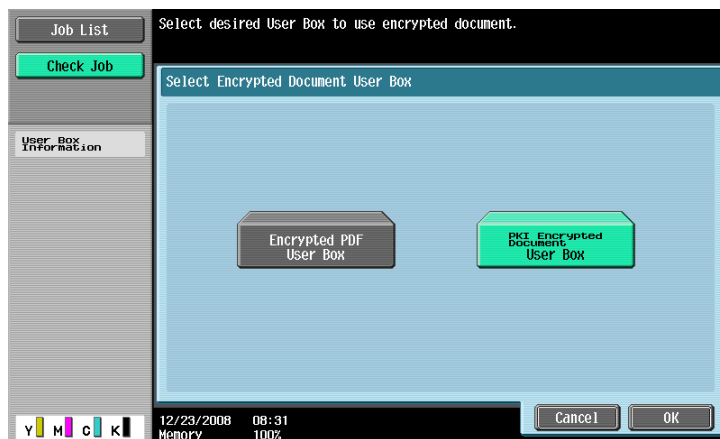 Job List
Select desired User Box to use encrypted document.
Check Job
Select Encrypted Document User Box
User Box
Information
Encrypted PDF
User Box
PKI Encrypted
Document
User Box
Y M C K
12/23/2008 08:31
Memory 100%
Cancel
OK